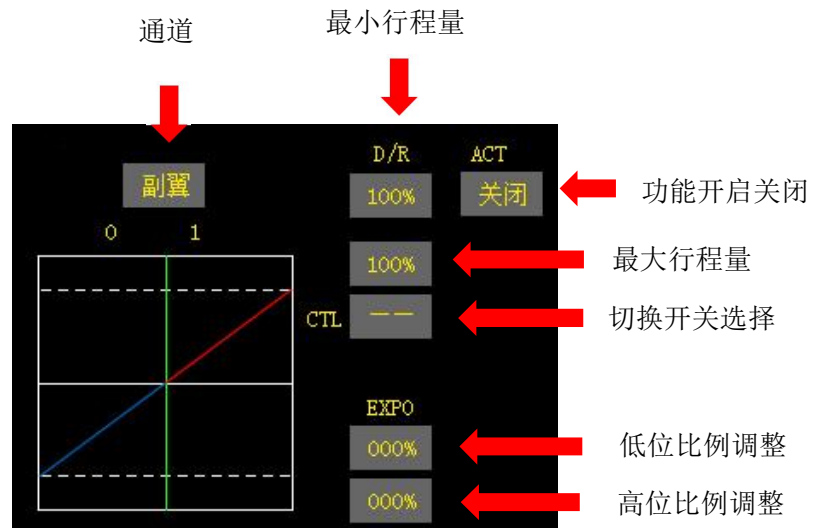 通道
最小行程量
D/R
ACT
副翼
100%
关闭
功能开启关闭
0
1
100%
最大行程量
CTL
--
切换开关选择
EXPO
000%
低位比例调整
000%
高位比例调整